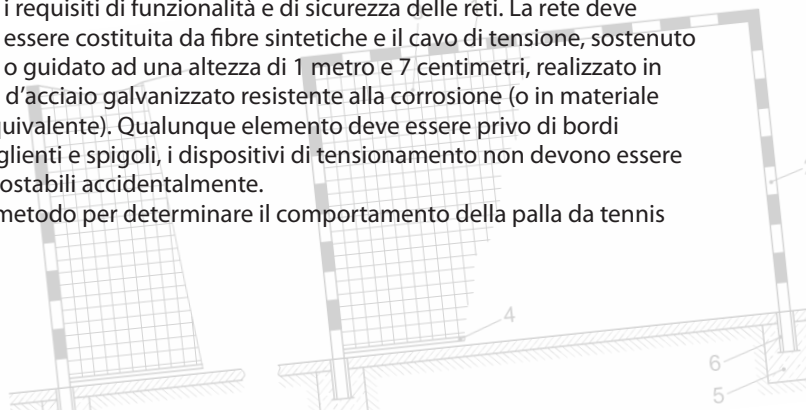 i requisiti di funzionalità e di sicurezza delle reti. La rete deve
essere costituita da fibre sintetiche e il cavo di tensione, sostenuto
o guidato ad una altezza di 1 metro e 7 centimetri, realizzato in
d’acciaio galvanizzato resistente alla corrosione (o in materiale
quivalente). Qualunque elemento deve essere privo di bordi
glienti e spigoli, i dispositivi di tensionamento non devono essere
ostabili accidentalmente.
metodo per determinare il comportamento della palla da tennis
4
6
5